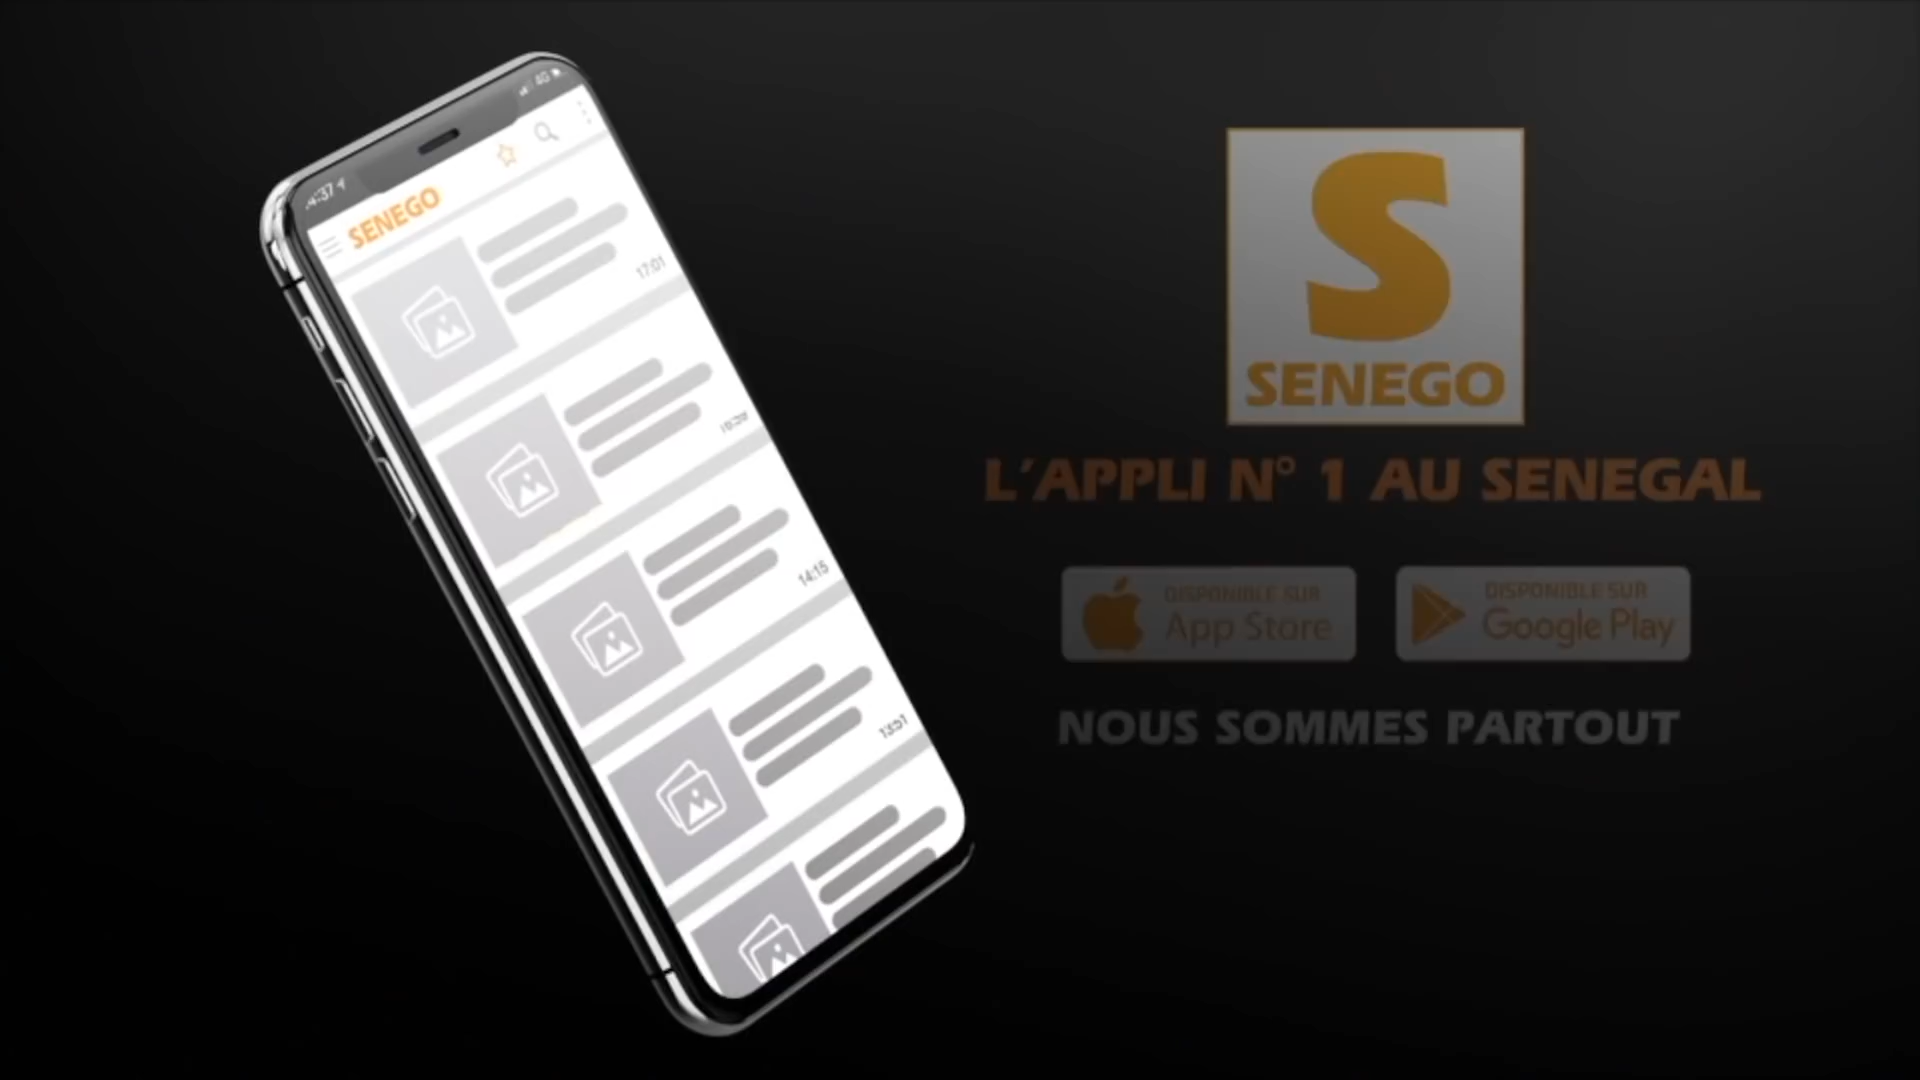 4G
SENEGO
17:01
14:15
S
SENEGO
L'APPLI N° 1 AU SENEGAL
DISPONIBLE SUR
App Store
DISPONIBLE SUR
Google Play
NOUS SOMMES PARTOUT